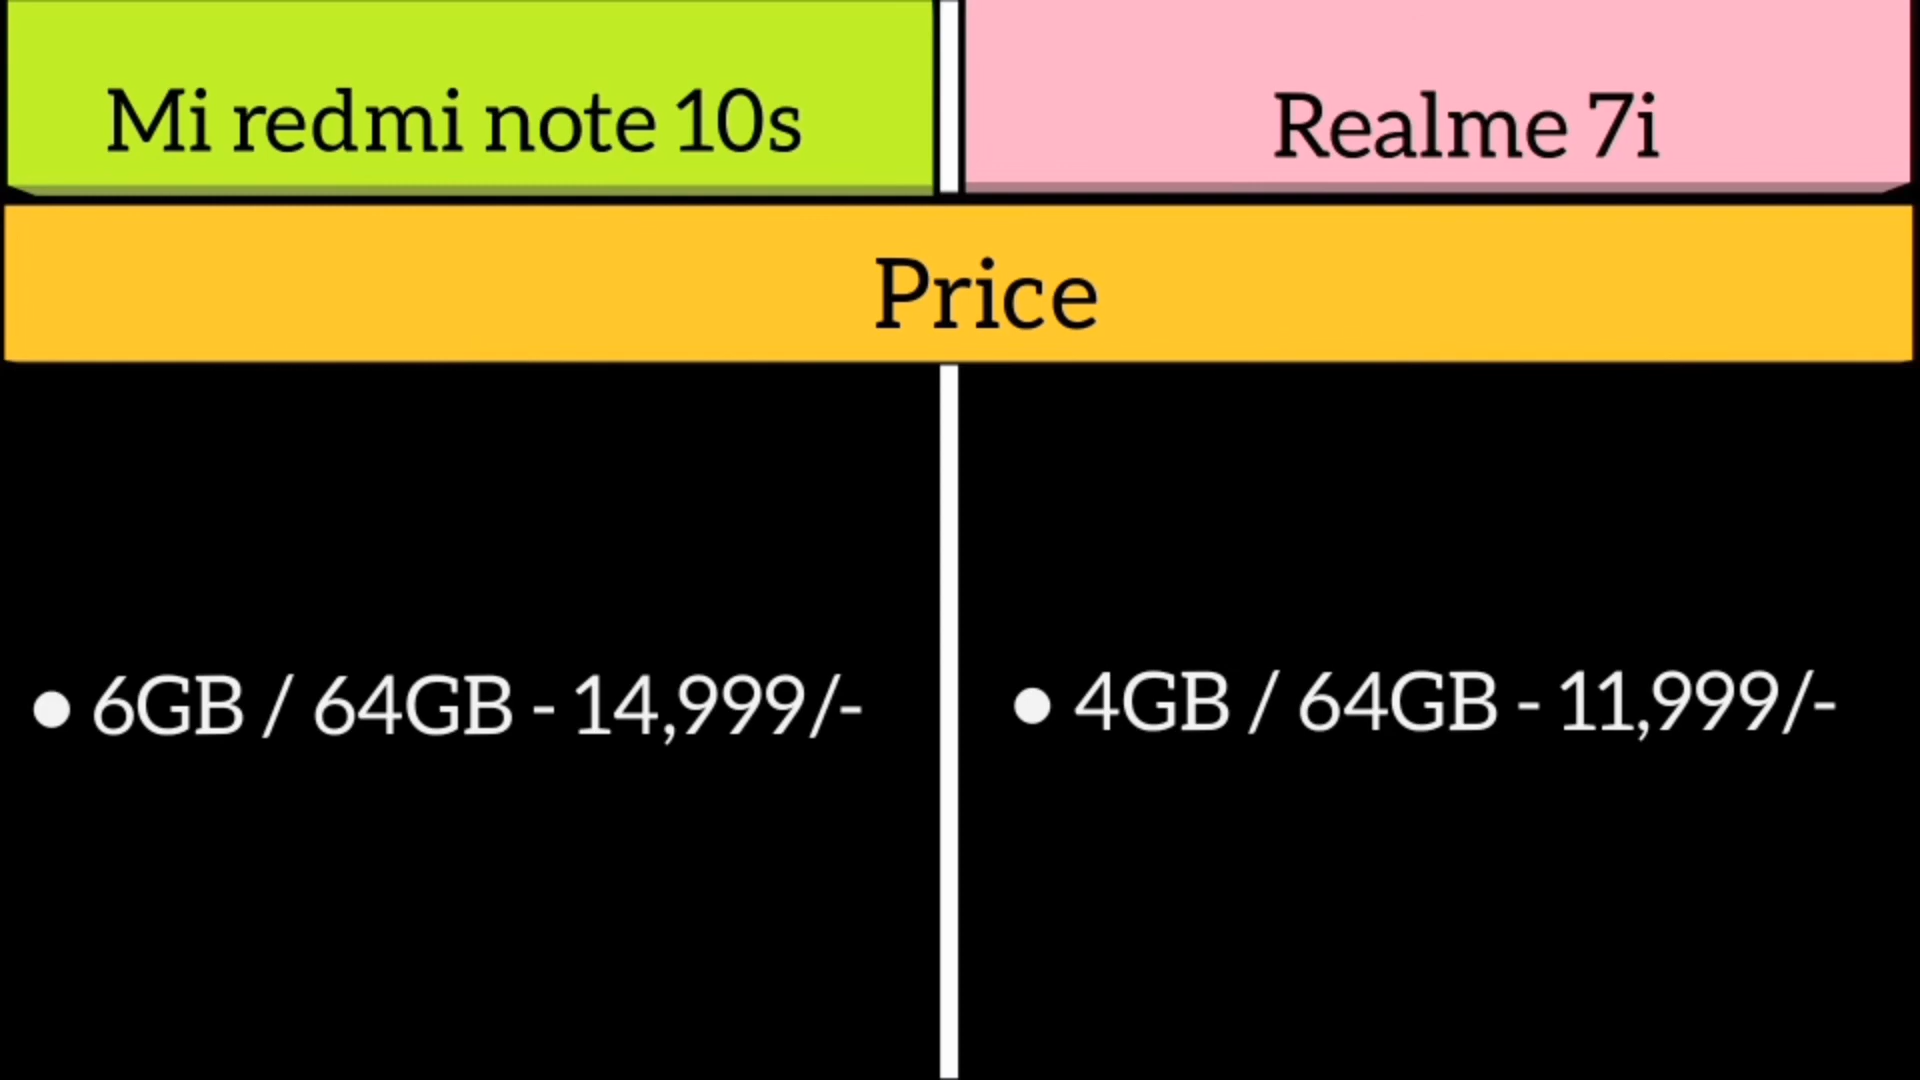 Mi redmi note 10s
Realme 7i
Price
● 6GB / 64GB - 14,999/-
● 4GB / 64GB - 11,999/-